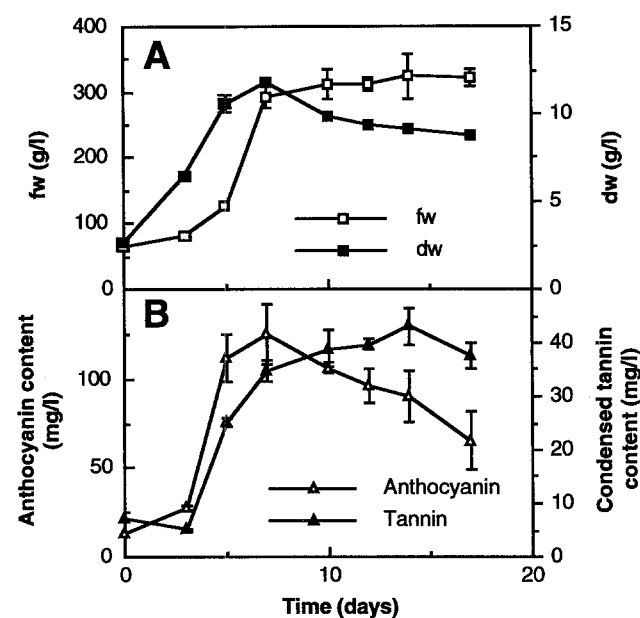 A
400
300
200
100
0
fw (g/l)
15
10
5
0
dw (g/l)
fw
dw
B
100
50
0
Anthocyanin content
(mg/l)
40
30
20
10
0
Condensed tannin
content (mg/l)
Anthocyanin
Tannin
0
10
20
Time (days)